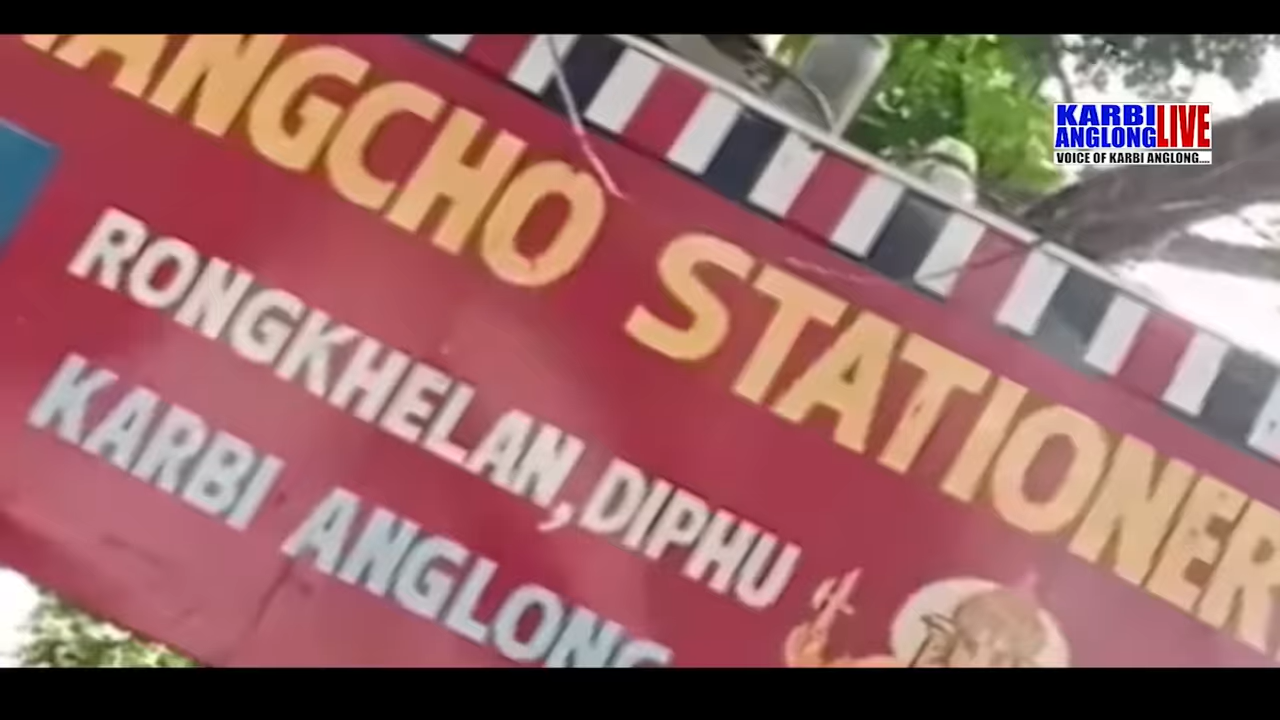 ANGCHO STATIONER
RONGKHELAN, DIPHU
KARBI ANGLONG
KARBI
ANGLONG LIVE
VOICE OF KARBI ANGLONG....